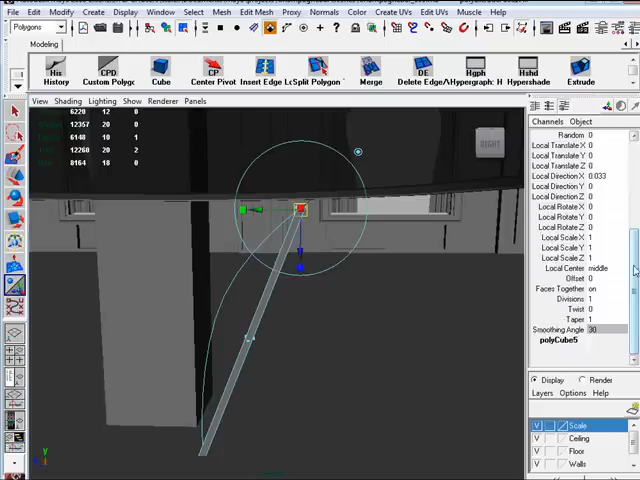 File Edit Modify Create Display Window Select Mesh Edit Mesh Proxy Normals Color Create UVs Edit UVs Muscle Help
Polygons
Modeling
His CPD CP DE Hgph Hshd
History Custom Polyg Cube Center Pivot Insert Edge Lo Split Polygon Merge Delete Edge/ Hypergraph: H Hypershade Extrude
View Shading Lighting Show Renderer Panels
Channels Object
6220 12 0
12357 20 0
6148 10 1
12260 20 2
8164 18 0
RIGHT
Random 0
Local Translate X 0
Local Translate Y 0
Local Translate Z 0
Local Direction X 0.033
Local Direction Y 0
Local Direction Z 0
Local Rotate X 0
Local Rotate Y 0
Local Rotate Z 0
Local Scale X 1
Local Scale Y 1
Local Scale Z 1
Local Center middle
Offset 0
Faces Together on
Divisions 1
Twist 0
Taper 1
Smoothing Angle 30
polyCube5
Display Render
Layers Options Help
V Scale
V Ceiling
V Floor
V Walls
y